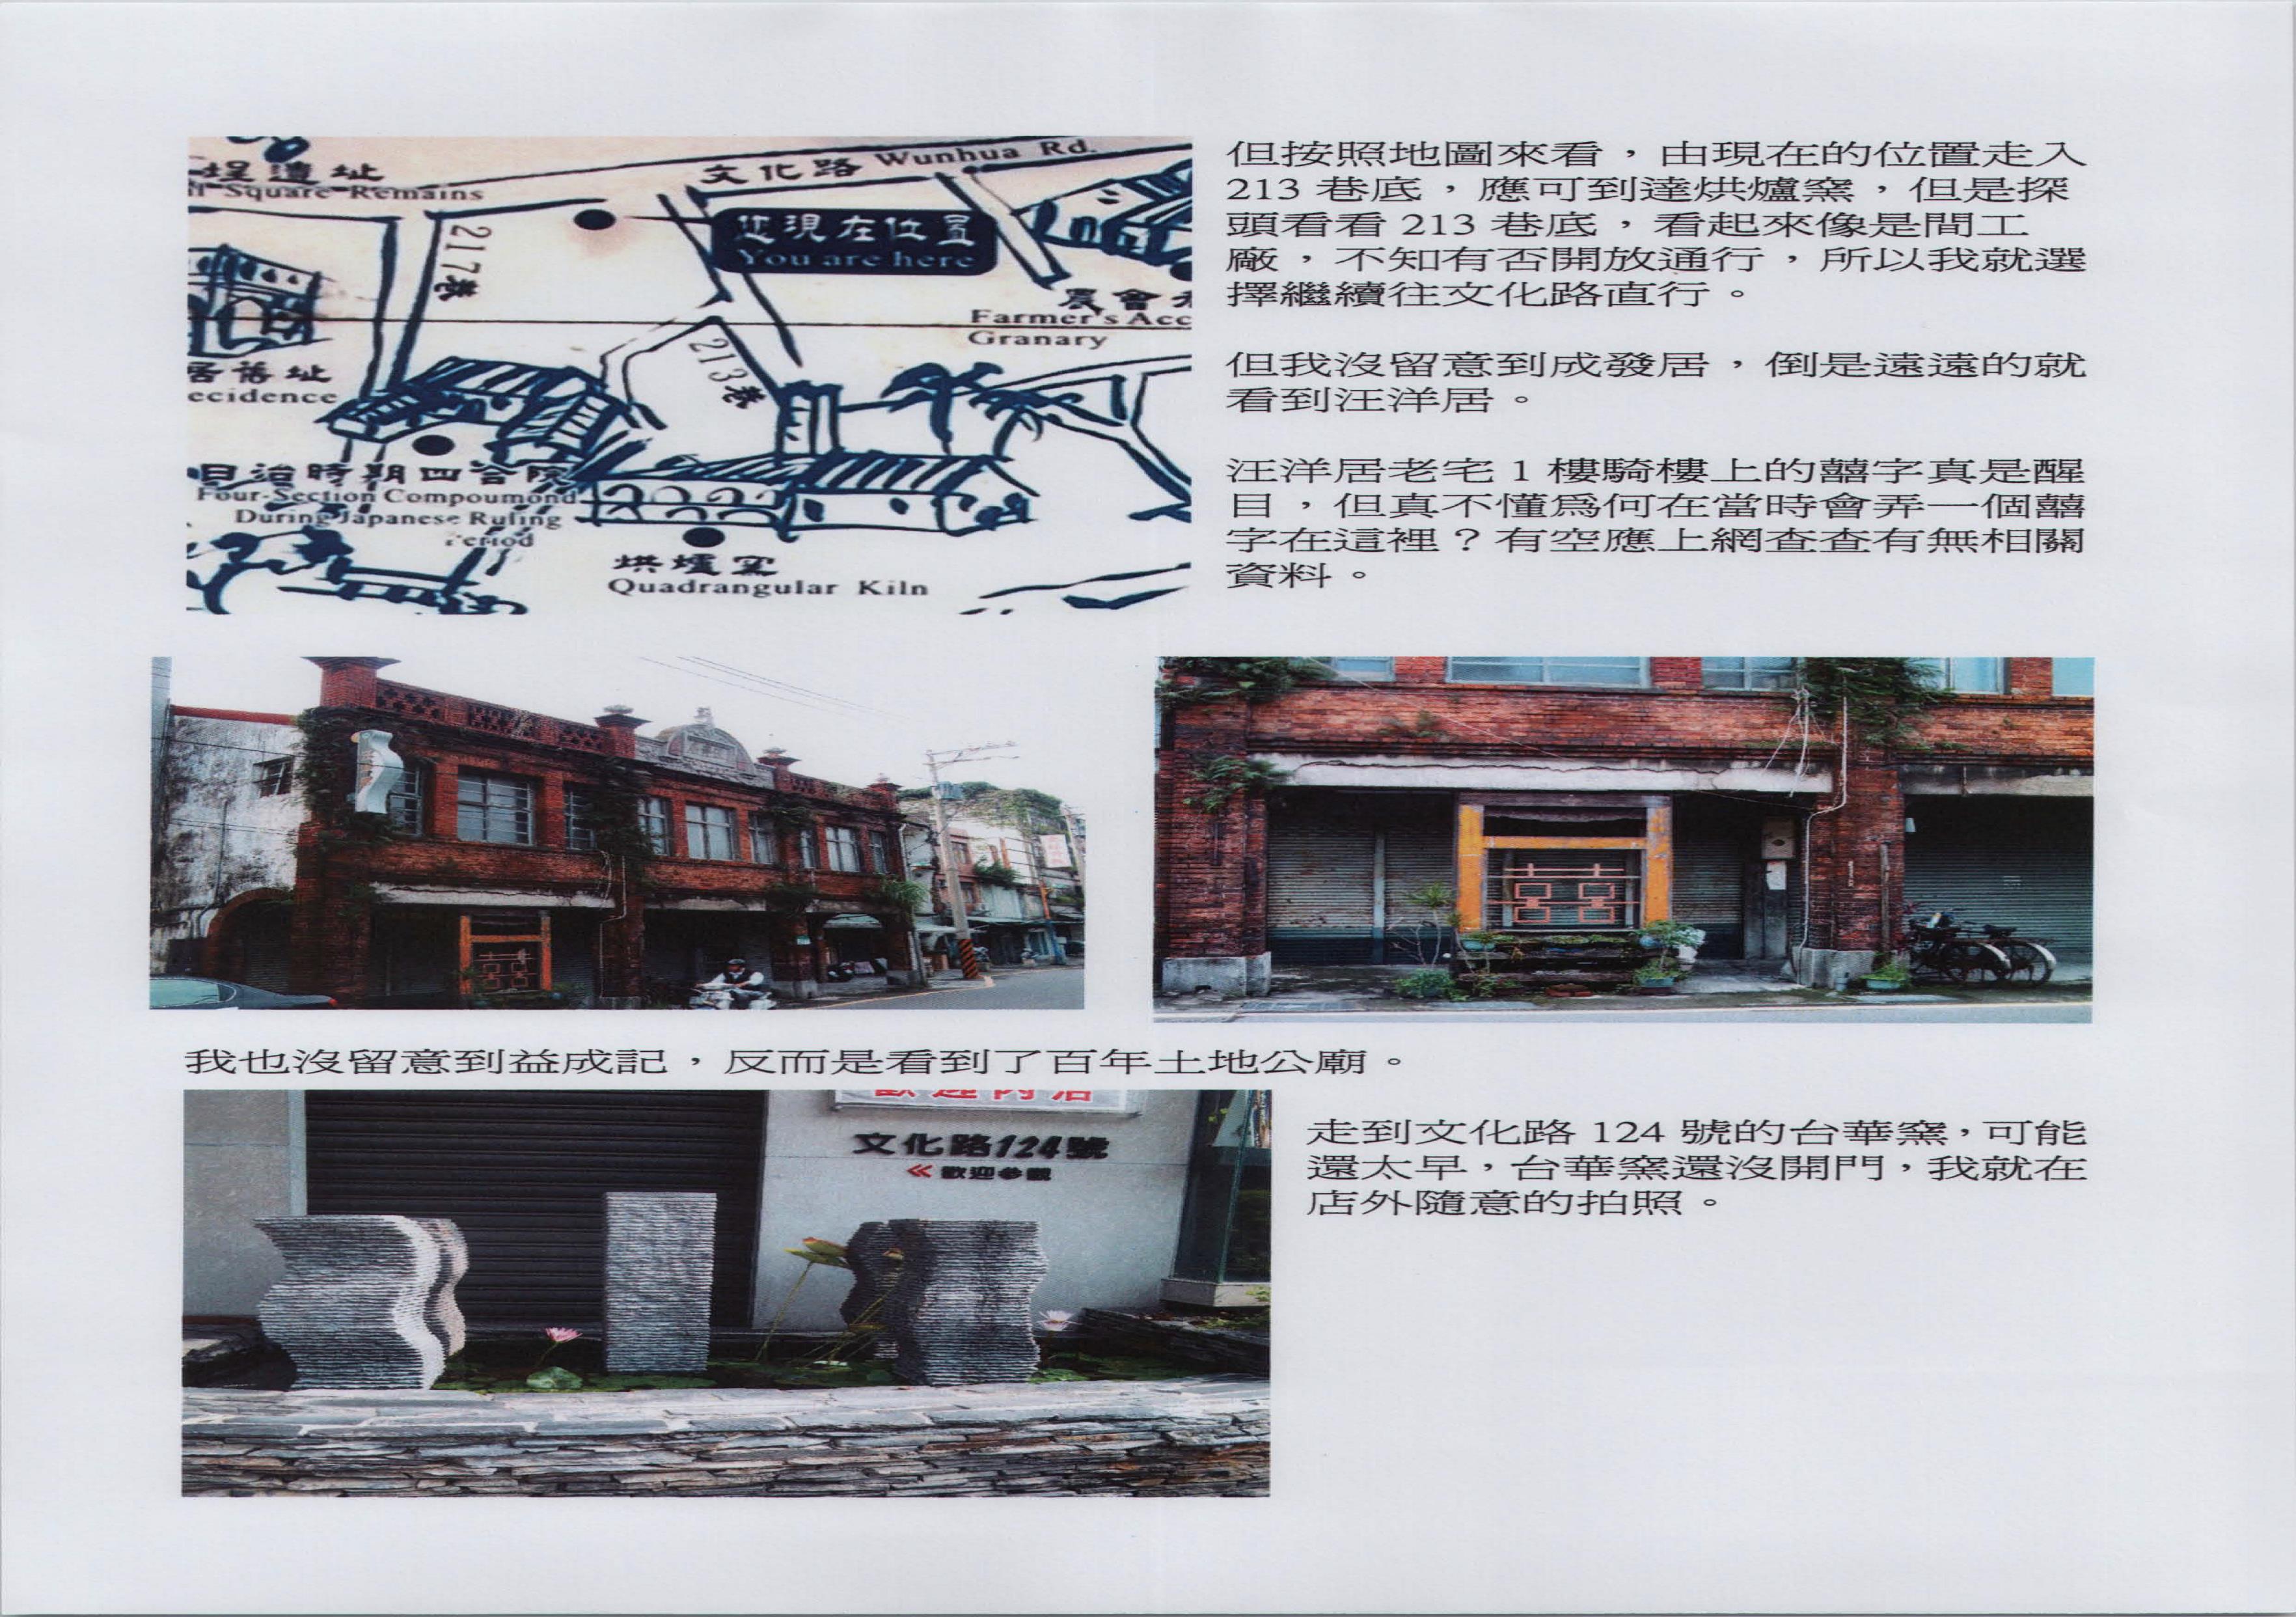 埕遺址
Square Remains
文化路 Wunhua Rd.
217巷
您現在位置
You are here
農會
Farmer's Acc
Granary
213巷
居舊址
ecidence
日治時期四合院
Four-Section Compoumond
During Japanese Ruling
Period
烘爐窯
Quadrangular Kiln
但按照地圖來看，由現在的位置走入
213 巷底，應可到達烘爐窯，但是探
頭看看 213 巷底，看起來像是間工
廠，不知有否開放通行，所以我就選
擇繼續往文化路直行。
但我沒留意到成發居，倒是遠遠的就
看到汪洋居。
汪洋居老宅 1 樓騎樓上的囍字真是醒
目，但真不懂為何在當時會弄一個囍
字在這裡？有空應上網查查有無相關
資料。
囍
囍
我也沒留意到益成記，反而是看到了百年土地公廟。
歡迎內洽
文化路124號
« 歡迎參觀
走到文化路 124 號的台華窯，可能
還太早，台華窯還沒開門，我就在
店外隨意的拍照。